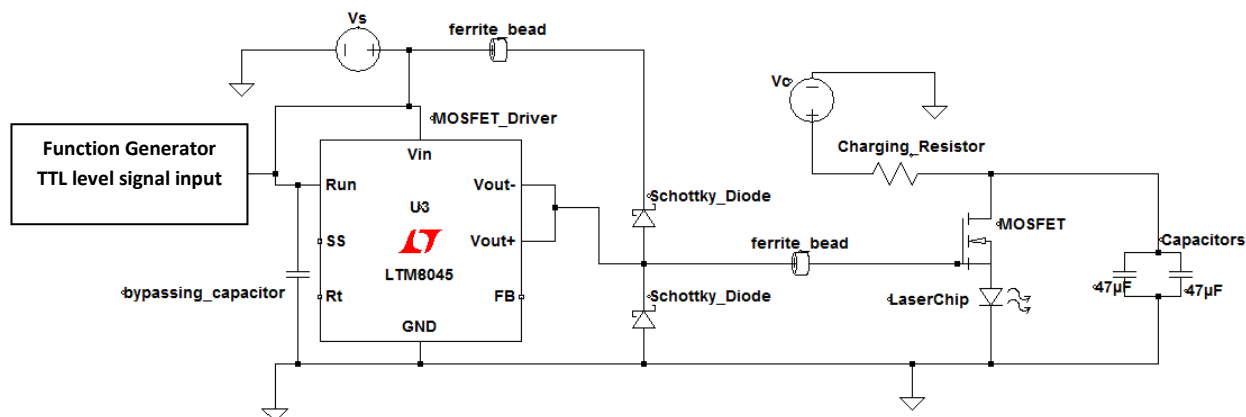 Vs
ferrite_bead
Vc
MOSFET_Driver
Function Generator
TTL level signal input
Charging_Resistor
Vin
Run
Vout-
Schottky_Diode
MOSFET
U3
SS
Vout+
ferrite_bead
Capacitors
LTM8045
bypassing_capacitor
Rt
FB
Schottky_Diode
LaserChip
47µF
47µF
GND